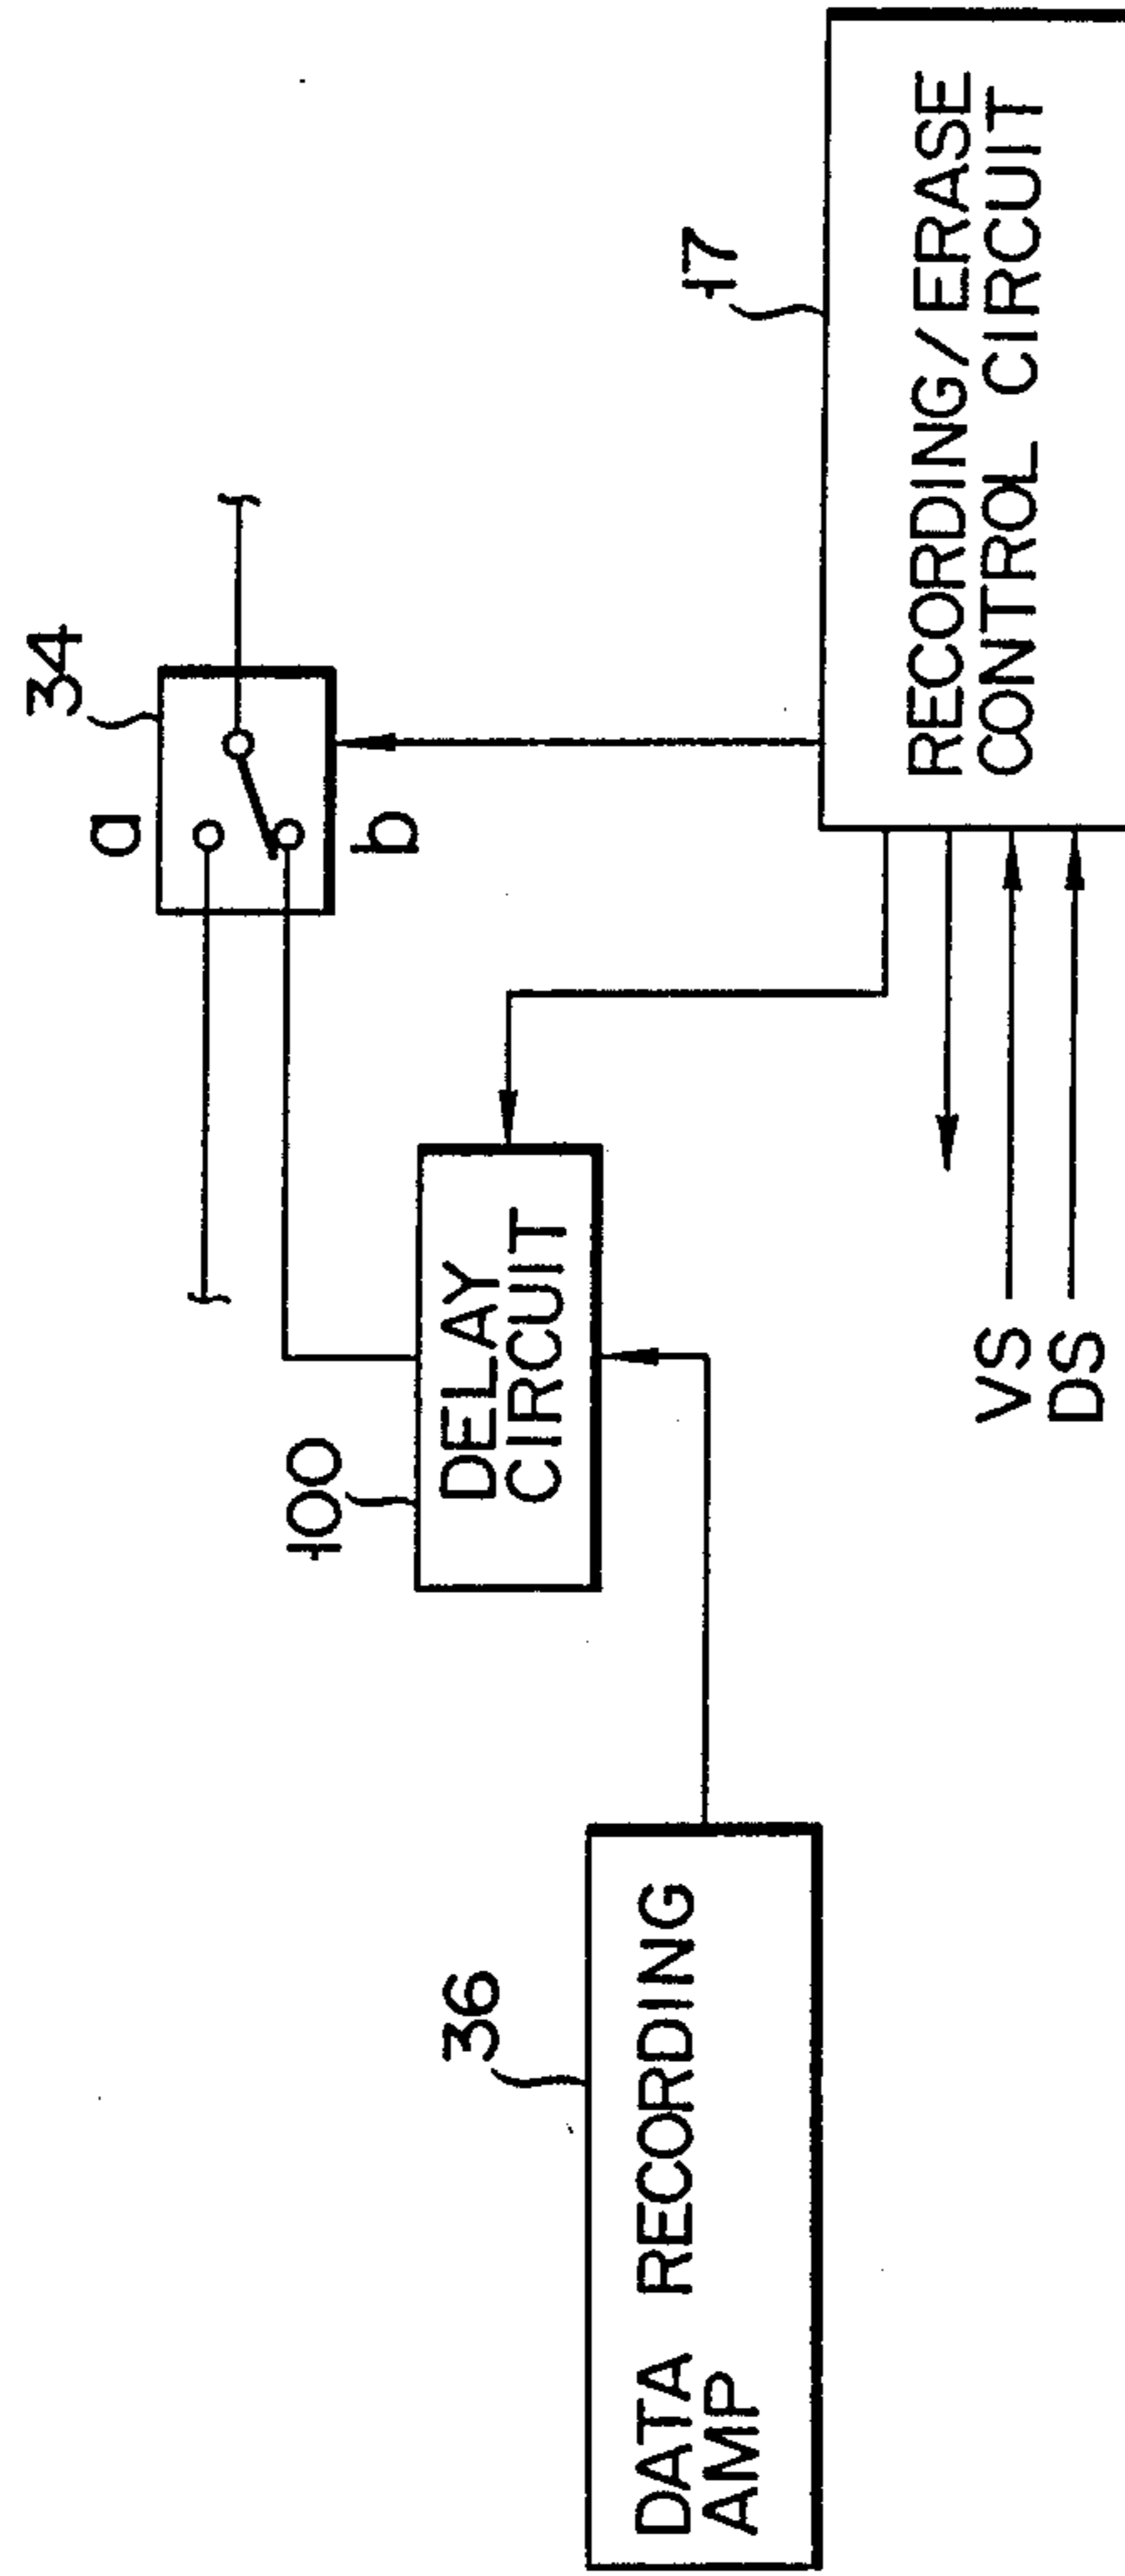 34
a
b
17
RECORDING/ERASE
CONTROL CIRCUIT
100
DELAY
CIRCUIT
VS
DS
36
DATA RECORDING
AMP